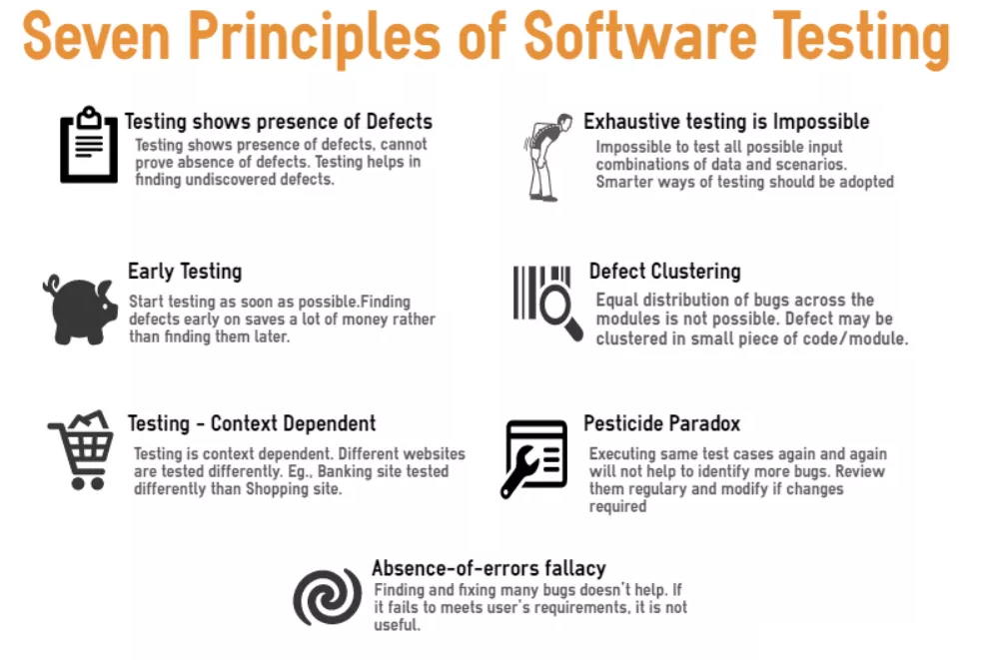 Seven Principles of Software Testing
Testing shows presence of Defects
Testing shows presence of defects, cannot
prove absence of defects. Testing helps in
finding undiscovered defects.
Exhaustive testing is Impossible
Impossible to test all possible input
combinations of data and scenarios.
Smarter ways of testing should be adopted
Early Testing
Start testing as soon as possible.Finding
defects early on saves a lot of money rather
than finding them later.
Defect Clustering
Equal distribution of bugs across the
modules is not possible. Defect may be
clustered in small piece of code/module.
Testing - Context Dependent
Testing is context dependent. Different websites
are tested differently. Eg., Banking site tested
differently than Shopping site.
Pesticide Paradox
Executing same test cases again and again
will not help to identify more bugs. Review
them regulary and modify if changes
required
Absence-of-errors fallacy
Finding and fixing many bugs doesn't help. If
it fails to meets user's requirements, it is not
useful.